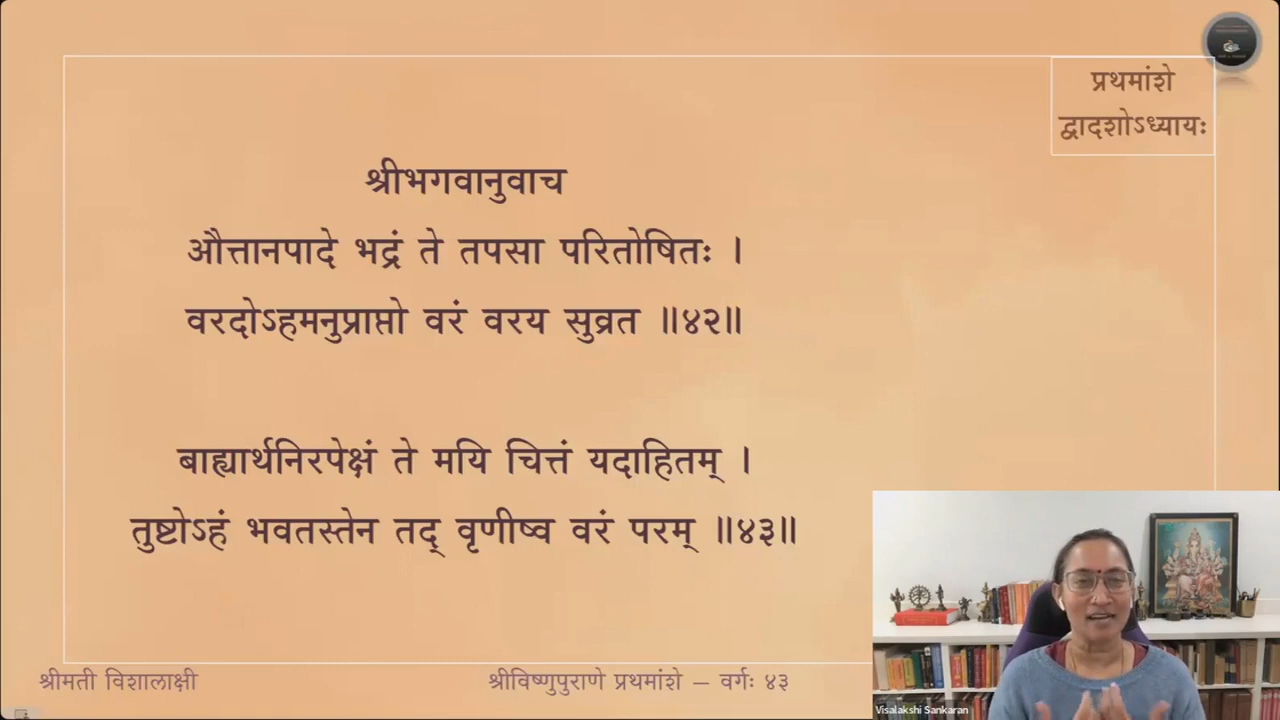 प्रथमांशे
द्वादशोऽध्यायः
श्रीभगवानुवाच
औत्तानपादे भद्रं ते तपसा परितोषितः ।
वरदोऽहमनुप्राप्तो वरं वरय सुव्रत ॥४२॥
बाह्यार्थनिरपेक्षं ते मयि चित्तं यदाहितम् ।
तुष्टोऽहं भवतस्तेन तद् वृणीष्व वरं परम् ॥४३॥
श्रीमती विशालाक्षी
श्रीविष्णुपुराणे प्रथमांशे – वर्गः ४३
Visalakshi Sankaran